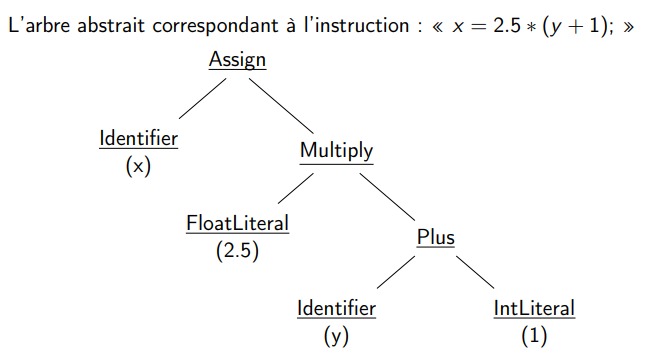 L'arbre abstrait correspondant à l'instruction : « x = 2.5 ∗ (y + 1); »
Assign
Identifier
(x)
Multiply
FloatLiteral
(2.5)
Plus
Identifier
(y)
IntLiteral
(1)